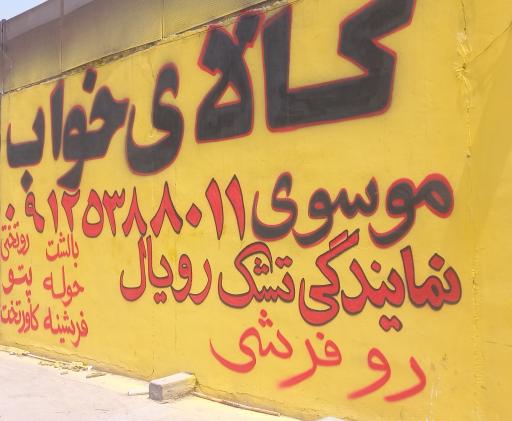 کالای خواب
موسوی ۰۹۱۲۵۳۸۸۰۱۱
نمایندگی تشک رویال
رو فرشی
بالشت روتختی
حوله پتو
فرشینه کاورتخت